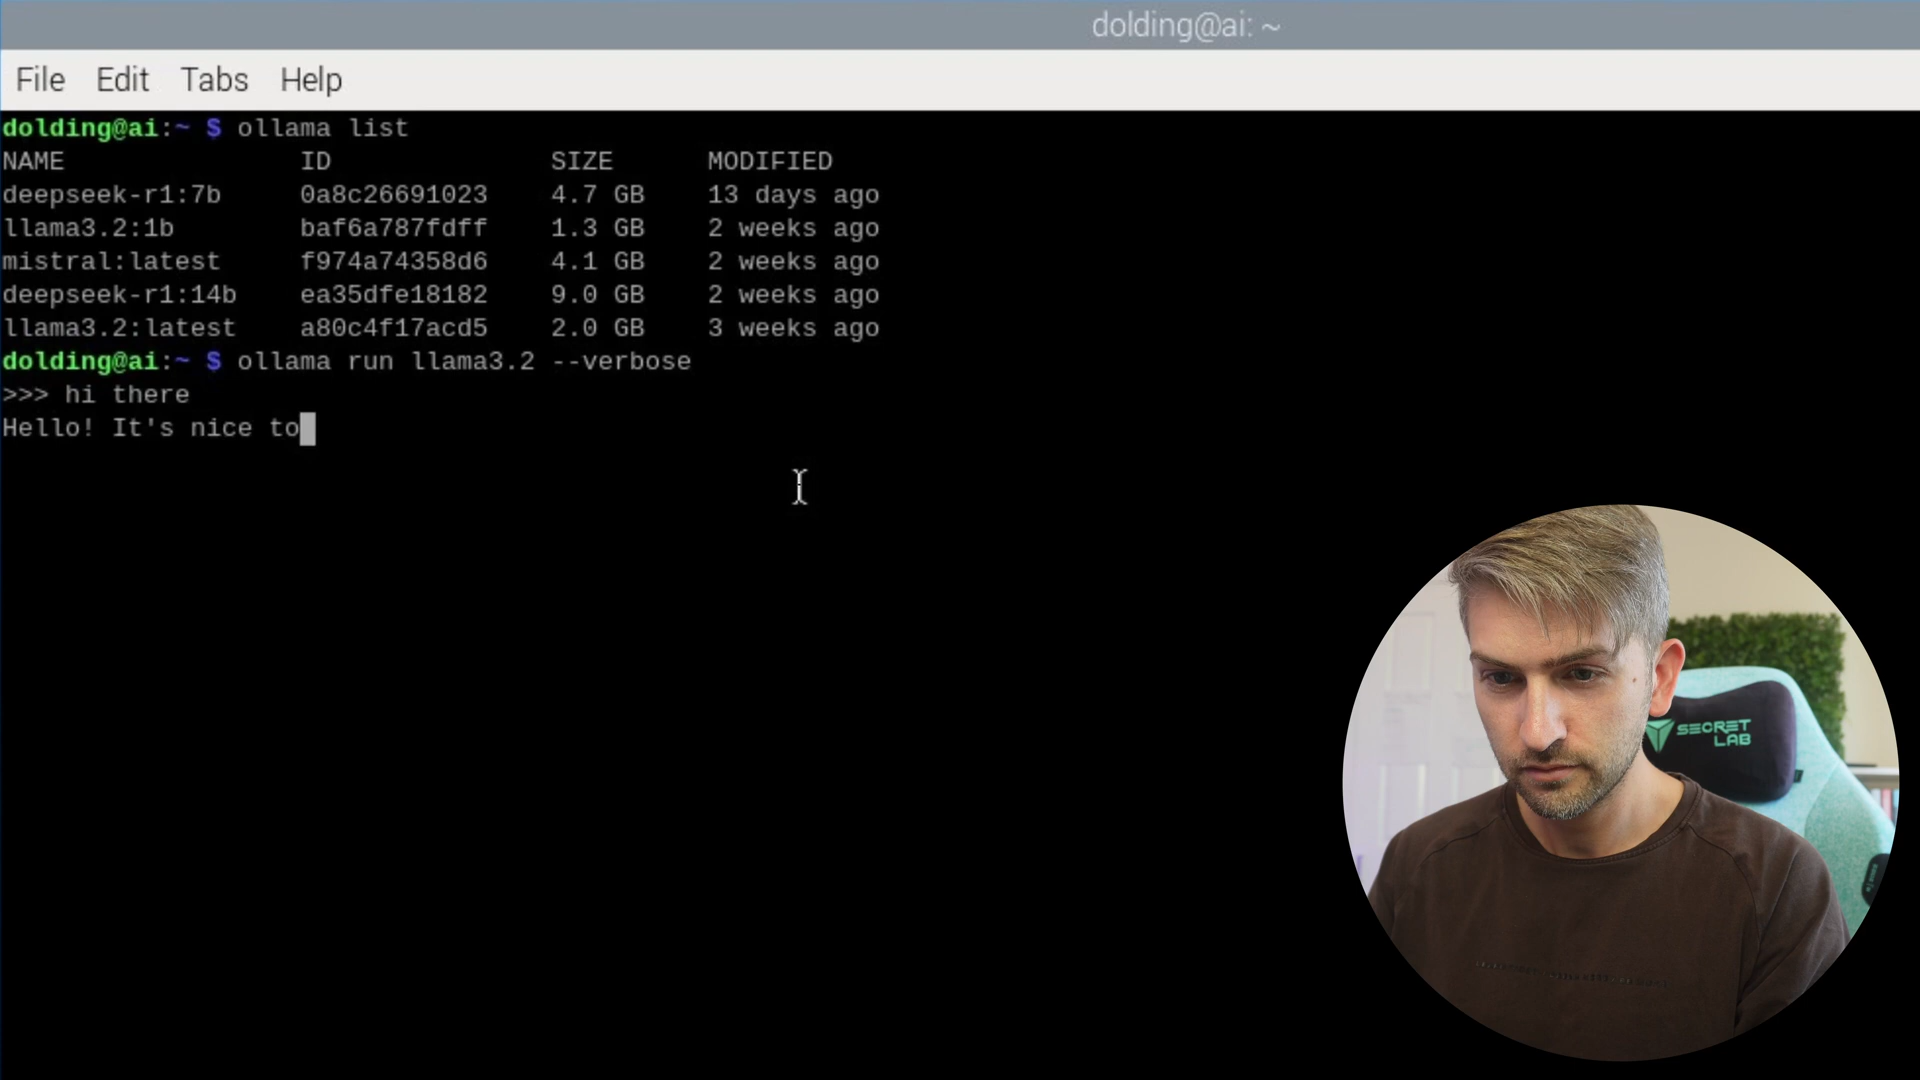 dolding@ai: ~
File Edit Tabs Help
dolding@ai:~ $ ollama list
NAME ID SIZE MODIFIED
deepseek-r1:7b 0a8c26691023 4.7 GB 13 days ago
llama3.2:1b baf6a787fdff 1.3 GB 2 weeks ago
mistral:latest f974a74358d6 4.1 GB 2 weeks ago
deepseek-r1:14b ea35dfe18182 9.0 GB 2 weeks ago
llama3.2:latest a80c4f17acd5 2.0 GB 3 weeks ago
dolding@ai:~ $ ollama run llama3.2 --verbose
>>> hi there
Hello! It's nice to
SECRET
LAB